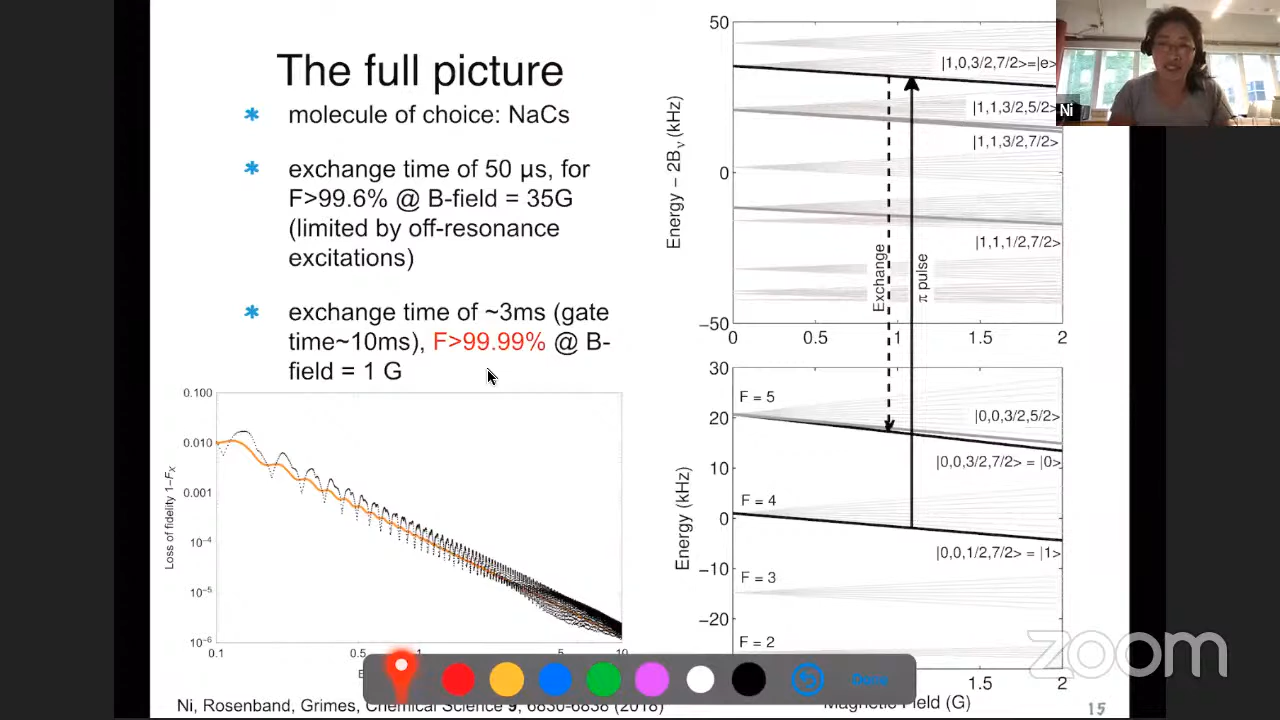 The full picture
molecule of choice: NaCs
exchange time of 50 μs, for
F>99.6% @ B-field = 35G
(limited by off-resonance
excitations)
exchange time of ~3ms (gate
time~10ms), F>99.99% @ B-
field = 1 G
0.100
0.010
0.001
10⁻⁴
10⁻⁵
10⁻⁶
Loss of fidelity 1–Fₓ
0.1
0.5
1
10
50
0
−50
Energy − 2Bᵥ (kHz)
|1,0,3/2,7/2>=|e>
|1,1,3/2,5/2>
|1,1,3/2,7/2>
|1,1,1/2,7/2>
Exchange
π pulse
0
0.5
1
1.5
2
30
20
10
0
−10
−20
Energy (kHz)
F = 5
|0,0,3/2,5/2>
|0,0,3/2,7/2> = |0>
F = 4
|0,0,1/2,7/2> = |1>
F = 3
F = 2
1.5
2
Magnetic Field (G)
Ni, Rosenband, Grimes, Chemical Science 9, 6830-6838 (2018)
15
Done
Ni
zoom